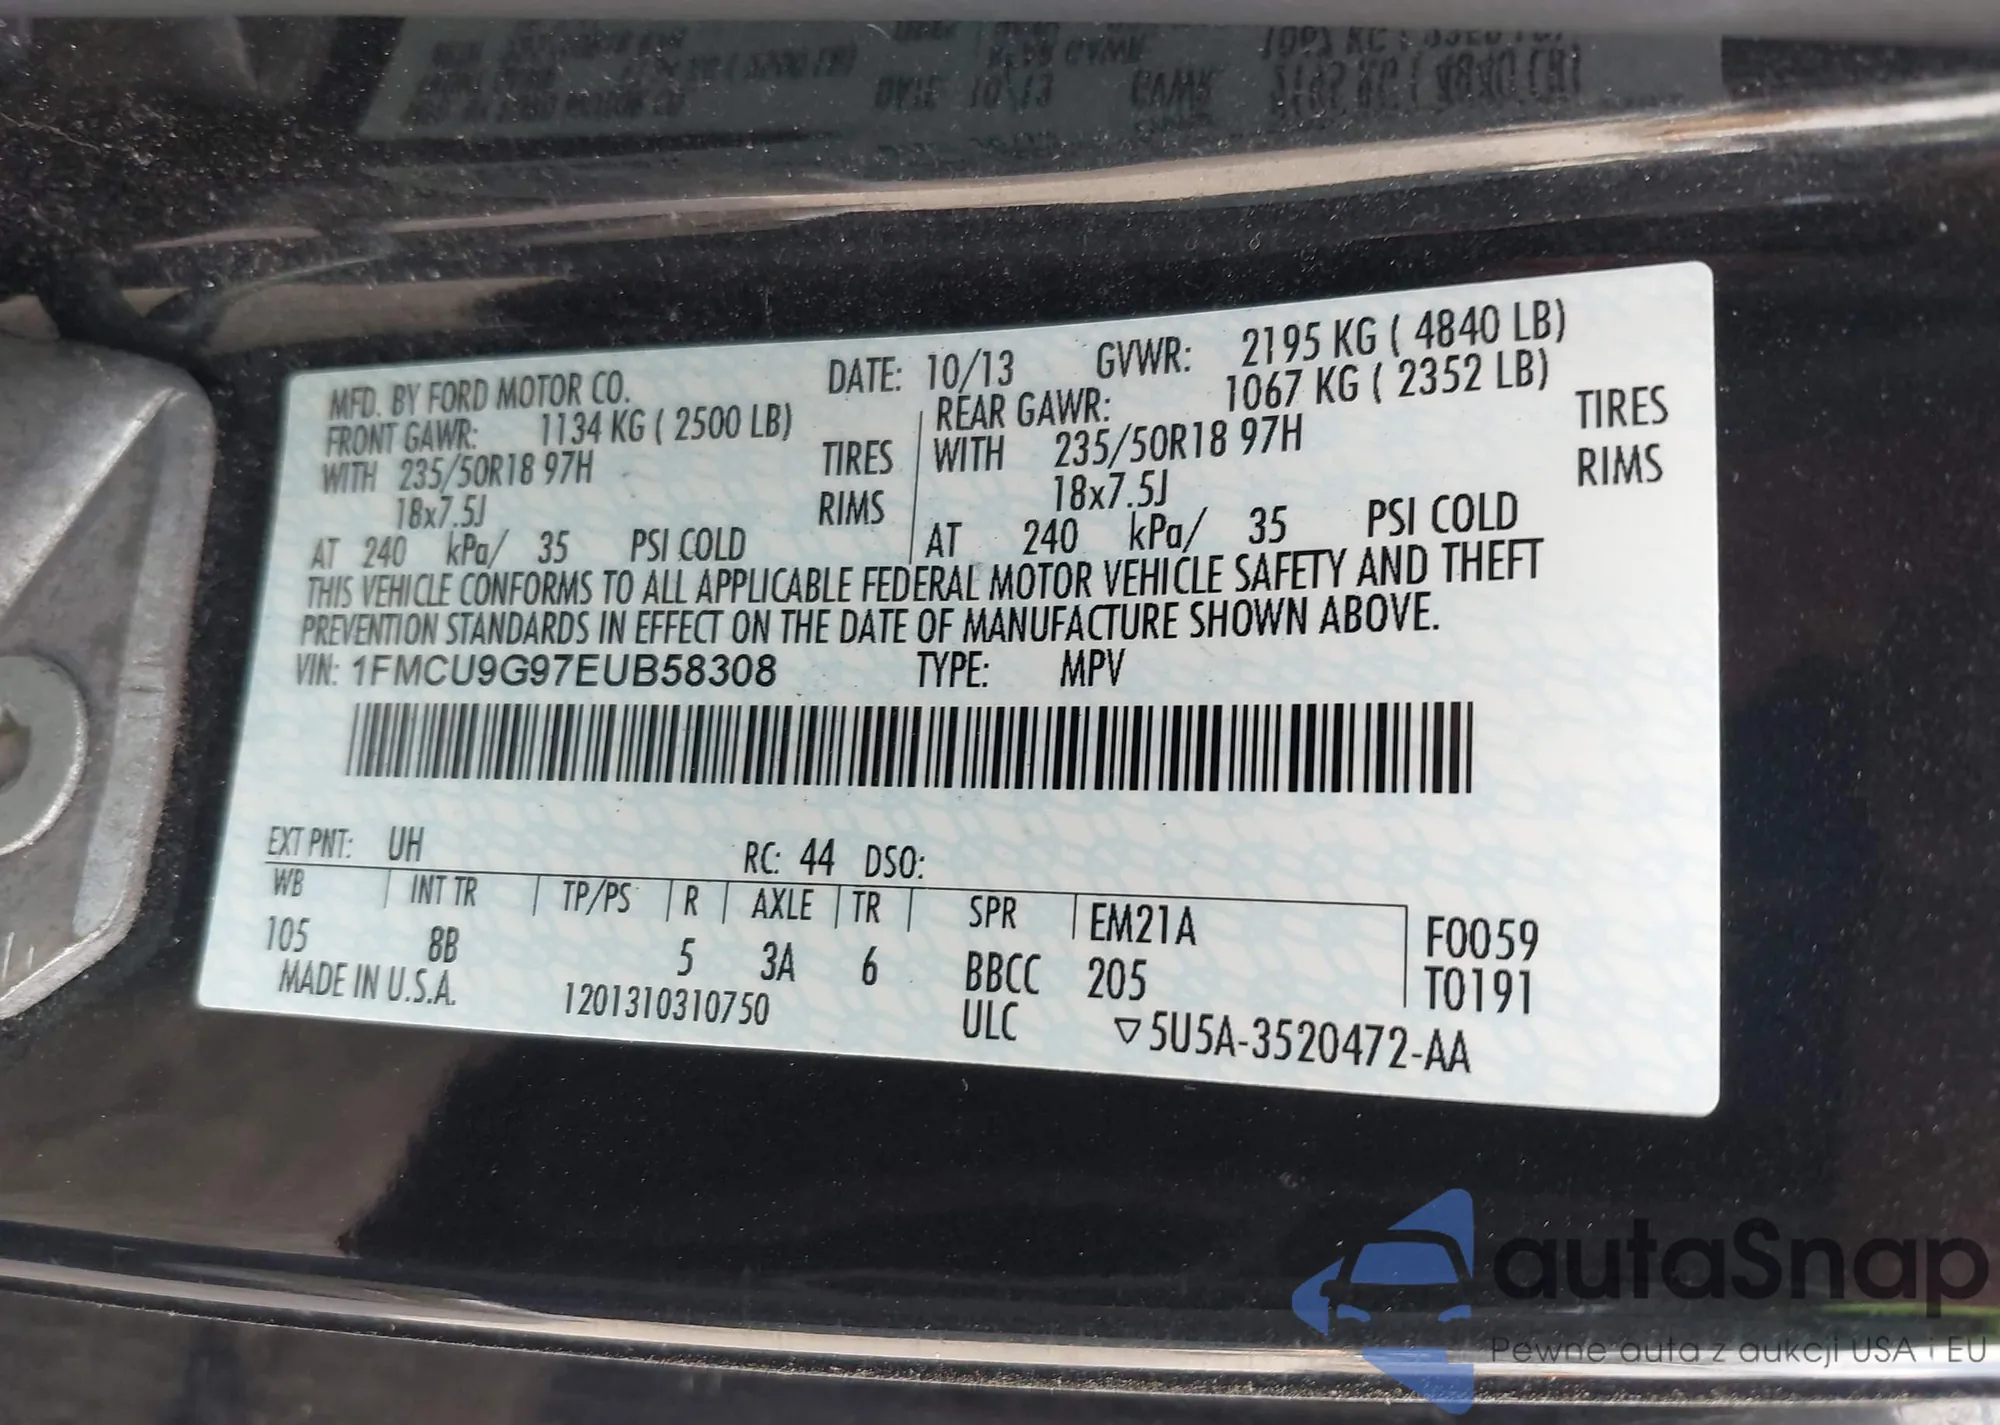 MFD. BY FORD MOTOR CO. DATE: 10/13 GVWR: 2195 KG ( 4840 LB)
FRONT GAWR: 1134 KG ( 2500 LB) REAR GAWR: 1067 KG ( 2352 LB)
WITH 235/50R18 97H TIRES WITH 235/50R18 97H TIRES
18x7.5J RIMS 18x7.5J RIMS
AT 240 kPa/ 35 PSI COLD AT 240 kPa/ 35 PSI COLD
THIS VEHICLE CONFORMS TO ALL APPLICABLE FEDERAL MOTOR VEHICLE SAFETY AND THEFT
PREVENTION STANDARDS IN EFFECT ON THE DATE OF MANUFACTURE SHOWN ABOVE.
VIN: 1FMCU9G97EUB58308 TYPE: MPV
EXT PNT: UH RC: 44 DSO:
WB INT TR TP/PS R AXLE TR SPR EM21A F0059
105 8B 5 3A 6 BBCC 205 T0191
MADE IN U.S.A. 1201310310750 ULC ▽5U5A-3520472-AA
autaSnap
Pewne auta z aukcji USA i EU